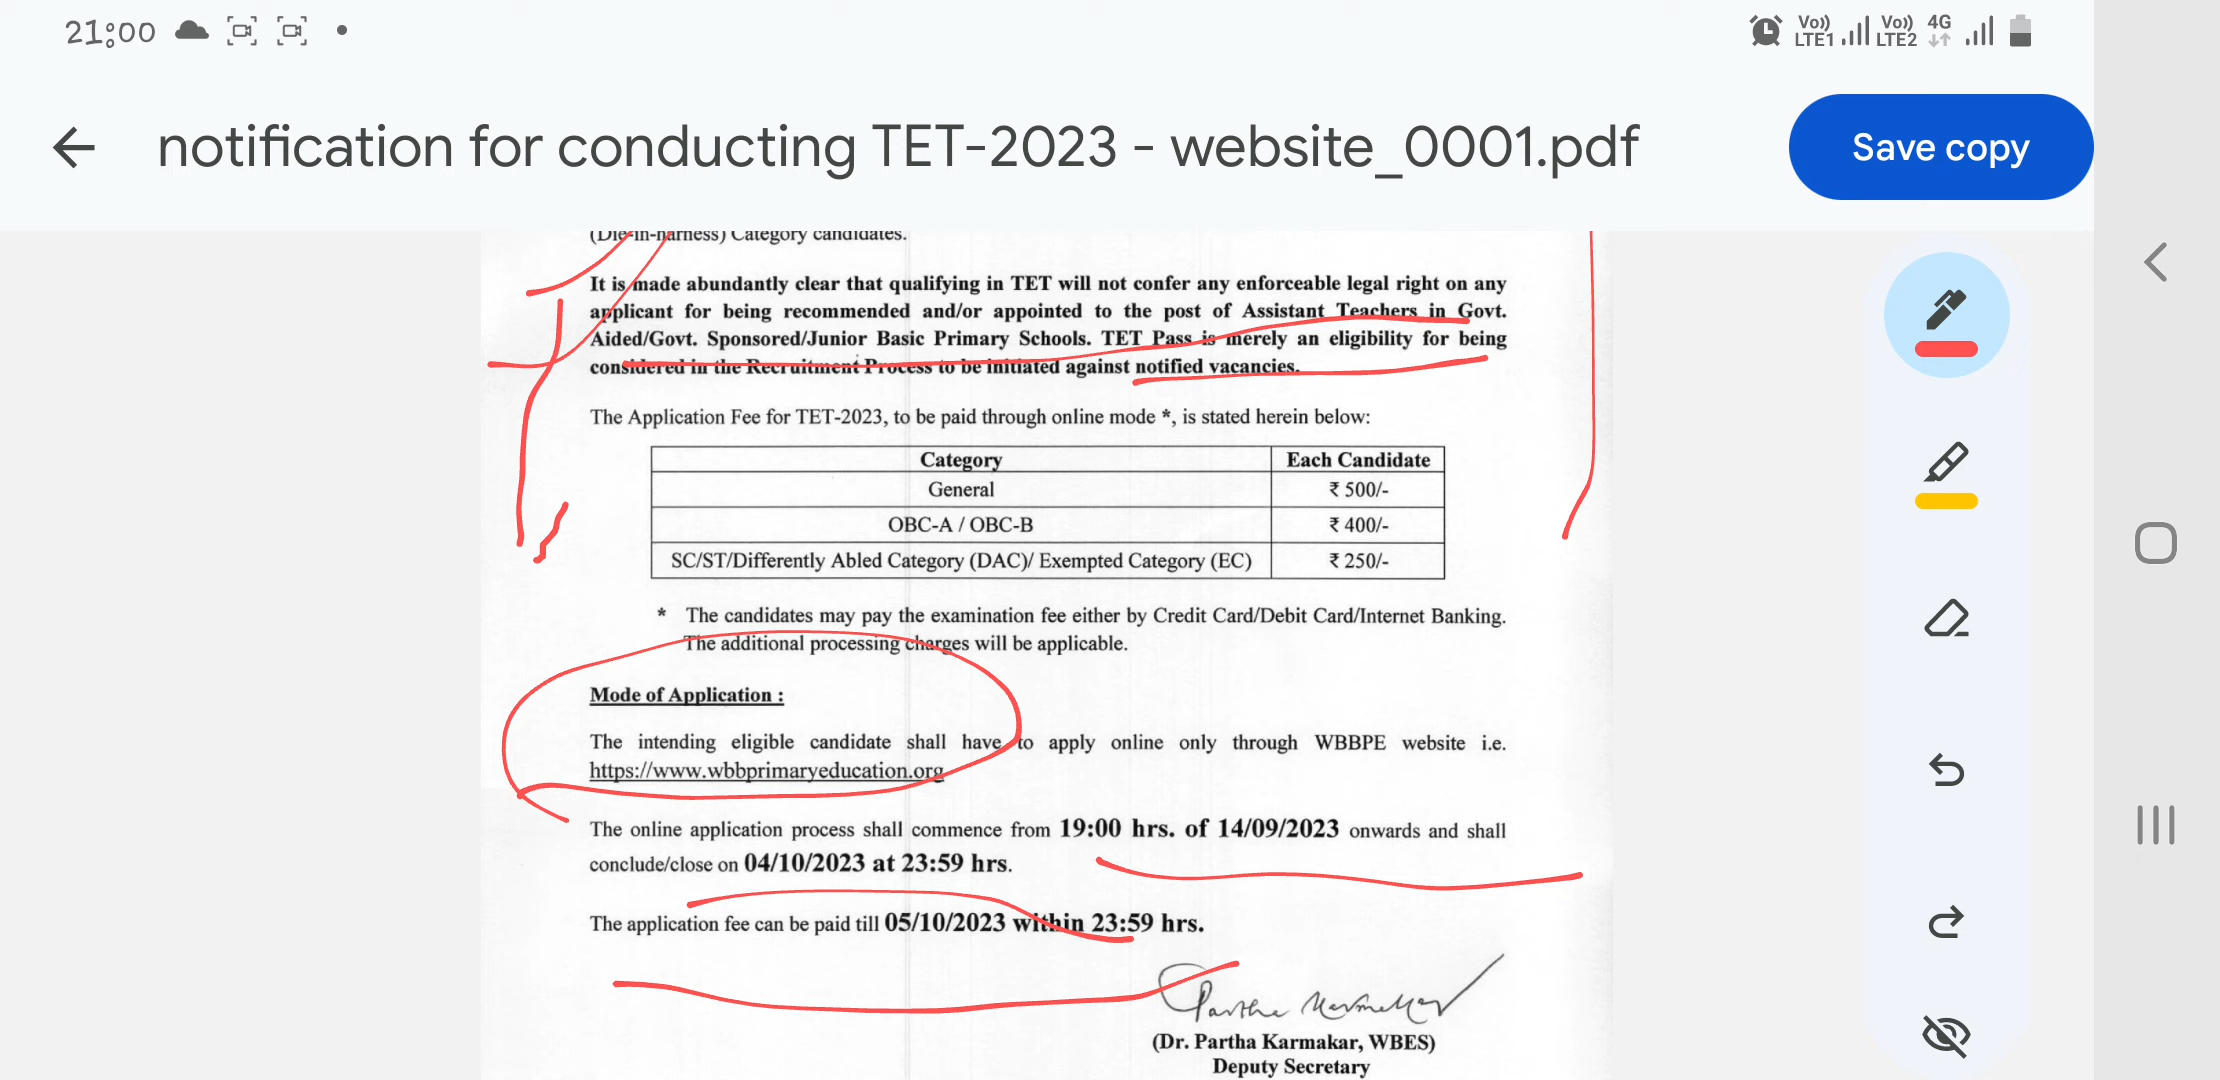 21:00
Vo)) LTE1 Vo)) LTE2 4G
notification for conducting TET-2023 - website_0001.pdf
Save copy
(Die-in-harness) Category candidates.
It is made abundantly clear that qualifying in TET will not confer any enforceable legal right on any
applicant for being recommended and/or appointed to the post of Assistant Teachers in Govt.
Aided/Govt. Sponsored/Junior Basic Primary Schools. TET Pass is merely an eligibility for being
considered in the Recruitment Process to be initiated against notified vacancies.
The Application Fee for TET-2023, to be paid through online mode *, is stated herein below:
Category Each Candidate
General ₹ 500/-
OBC-A / OBC-B ₹ 400/-
SC/ST/Differently Abled Category (DAC)/ Exempted Category (EC) ₹ 250/-
* The candidates may pay the examination fee either by Credit Card/Debit Card/Internet Banking.
The additional processing charges will be applicable.
Mode of Application :
The intending eligible candidate shall have to apply online only through WBBPE website i.e.
https://www.wbbprimaryeducation.org
The online application process shall commence from 19:00 hrs. of 14/09/2023 onwards and shall
conclude/close on 04/10/2023 at 23:59 hrs.
The application fee can be paid till 05/10/2023 within 23:59 hrs.
Partha Karmakar
(Dr. Partha Karmakar, WBES)
Deputy Secretary